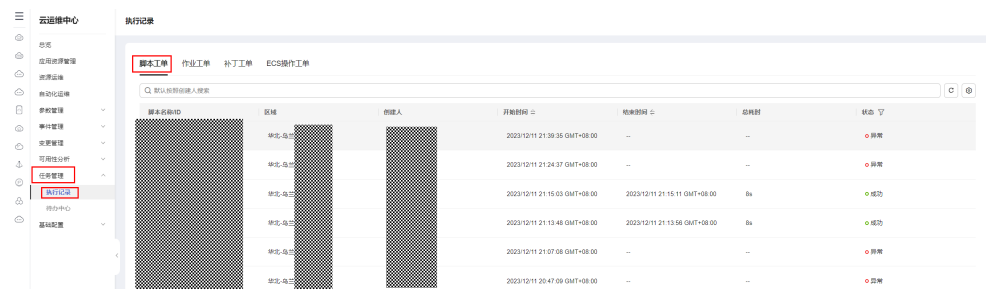 云运维中心
执行记录
总览
应用资源管理
资源运维
自动化运维
参数管理
事件管理
变更管理
可用性分析
任务管理
执行记录
待办中心
基础配置
脚本工单 作业工单 补丁工单 ECS操作工单
默认按照创建人搜索
脚本名称/ID 区域 创建人 开始时间 结束时间 总耗时 状态
华北-乌兰 2023/12/11 21:39:35 GMT+08:00 -- -- 异常
华北-乌兰 2023/12/11 21:24:37 GMT+08:00 -- -- 异常
华北-乌兰 2023/12/11 21:15:03 GMT+08:00 2023/12/11 21:15:11 GMT+08:00 8s 成功
华北-乌兰 2023/12/11 21:13:48 GMT+08:00 2023/12/11 21:13:56 GMT+08:00 8s 成功
华北-乌兰 2023/12/11 21:07:08 GMT+08:00 -- -- 异常
华北-乌兰 2023/12/11 20:47:09 GMT+08:00 -- -- 异常